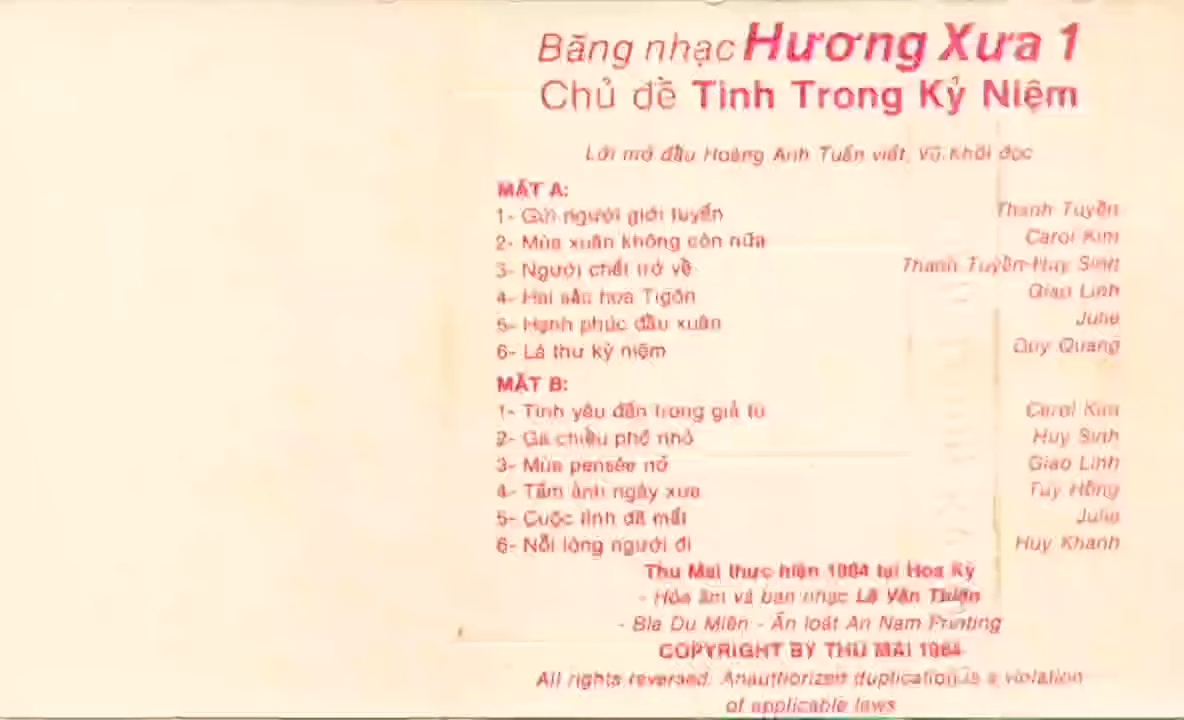 Băng nhạc Hương Xưa 1
Chủ đề Tình Trong Kỷ Niệm
Lời mở đầu Hoàng Anh Tuấn viết, Vũ Khôi đọc
MẶT A:
1- Gửi người giới tuyến Thanh Tuyền
2- Mùa xuân không còn nữa Carol Kim
3- Người chết trở về Thanh Tuyền-Huy Sinh
4- Hai sắc hoa Tigôn Giao Linh
5- Hạnh phúc đầu xuân Julie
6- Lá thư kỷ niệm Duy Quang
MẶT B:
1- Tình yêu đến trong giả từ Carol Kim
2- Ga chiều phố nhỏ Huy Sinh
3- Mùa pensée nở Giao Linh
4- Tấm ảnh ngày xưa Túy Hồng
5- Cuộc tình đã mất Julie
6- Nỗi lòng người đi Huy Khanh
Thu Mai thực hiện 1984 tại Hoa Kỳ
- Hòa âm và ban nhạc Lê Văn Thiện
- Bìa Du Miên - Ấn loát An Nam Printing
COPYRIGHT BY THU MAI 1984
All rights reversed. Anauthorized duplication is a violation
of applicable laws